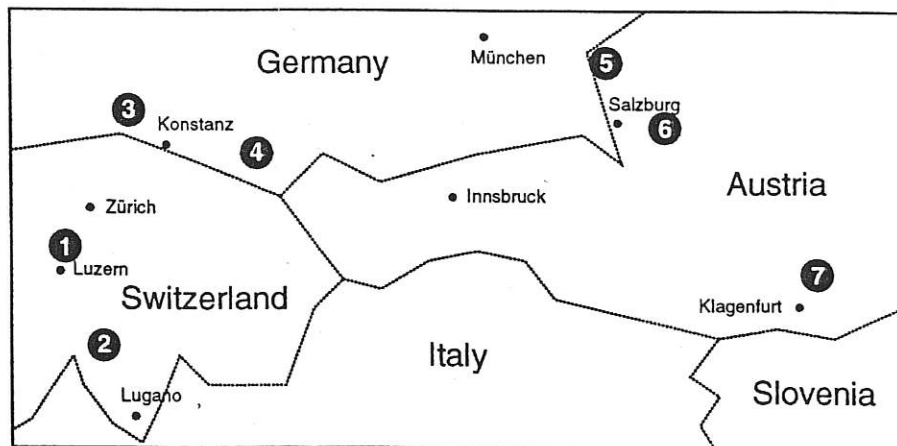 München
5
Germany
3
Salzburg
6
Konstanz
4
Austria
Innsbruck
Zürich
1
Luzern
7
Switzerland
Klagenfurt
2
Italy
Lugano
Slovenia